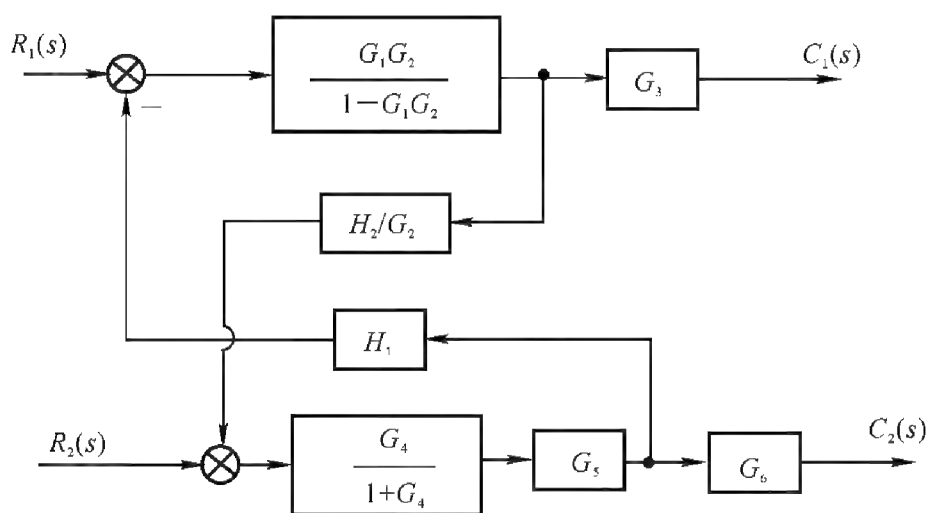 R₁(s)
G₁G₂
1−G₁G₂
G₃
C₁(s)
−
H₂/G₂
H₁
R₂(s)
G₄
1+G₄
G₅
G₆
C₂(s)